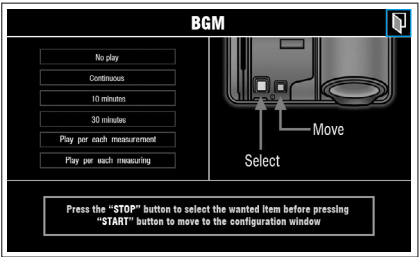 BGM
No play
Continuous
10 minutes
30 minutes
Play per each measurement
Play per each measuring
Move
Select
Press the “STOP” button to select the wanted item before pressing
“START” button to move to the configuration window